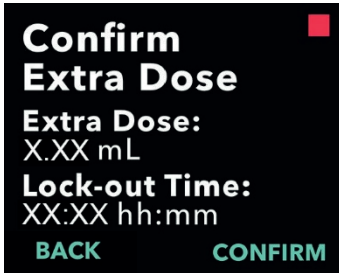 Confirm
Extra Dose
Extra Dose:
X.XX mL
Lock-out Time:
XX:XX hh:mm
BACK CONFIRM